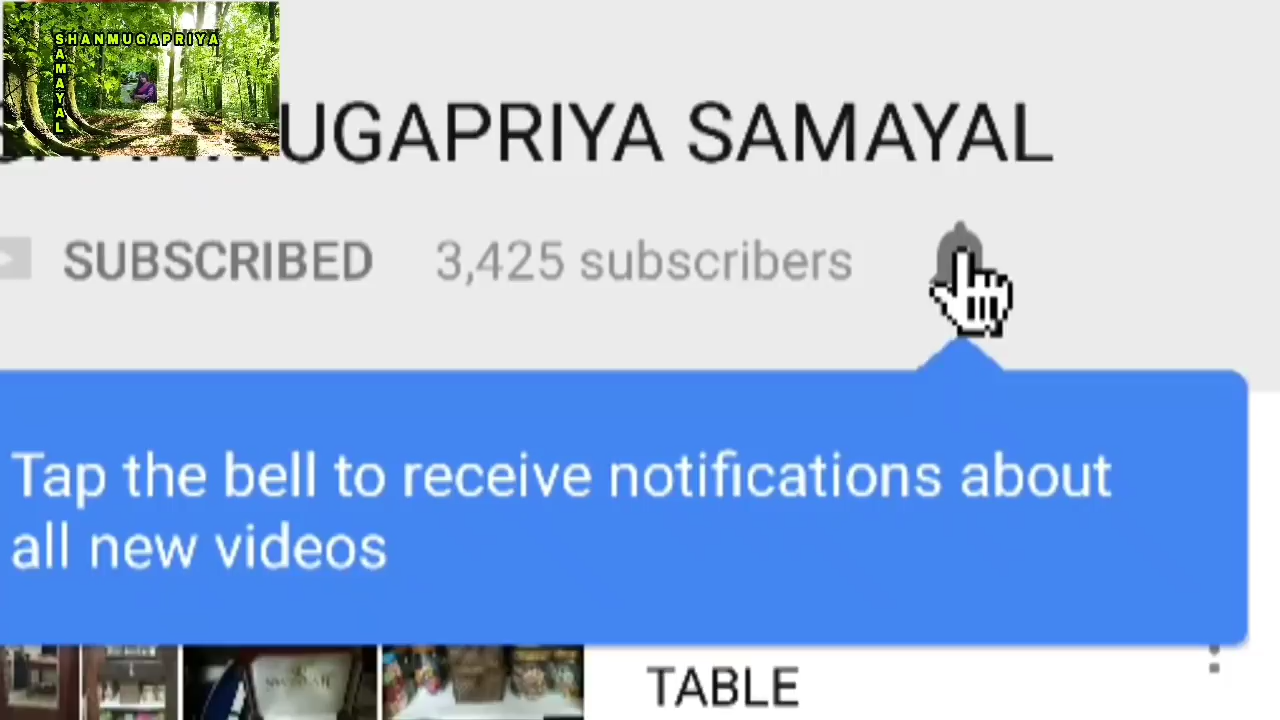 SHANMUGAPRIYA
SAMAYAL
UGAPRIYA SAMAYAL
SUBSCRIBED 3,425 subscribers
Tap the bell to receive notifications about
all new videos
TABLE